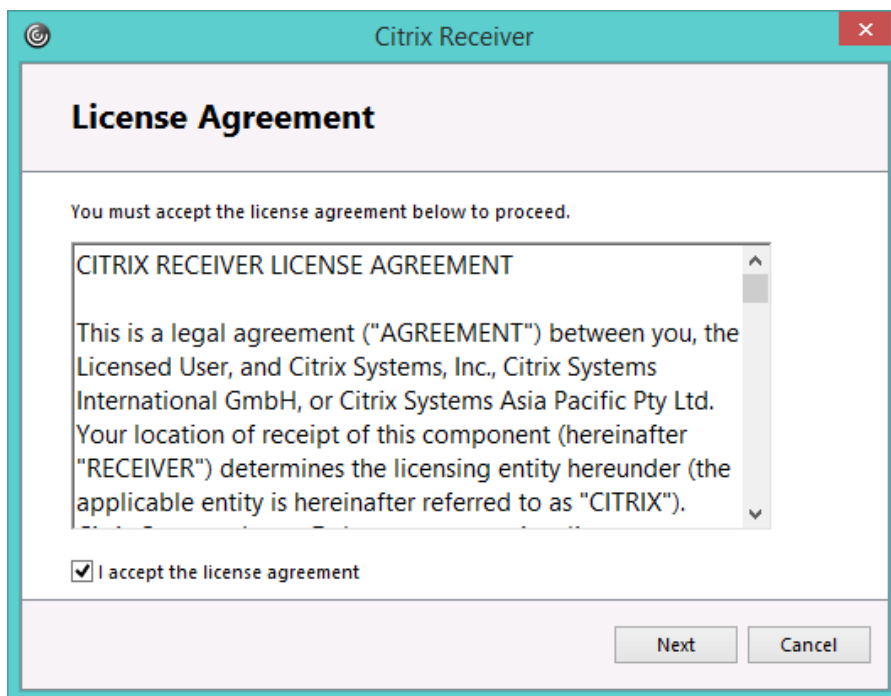 Citrix Receiver
License Agreement
You must accept the license agreement below to proceed.
CITRIX RECEIVER LICENSE AGREEMENT
This is a legal agreement ("AGREEMENT") between you, the
Licensed User, and Citrix Systems, Inc., Citrix Systems
International GmbH, or Citrix Systems Asia Pacific Pty Ltd.
Your location of receipt of this component (hereinafter
"RECEIVER") determines the licensing entity hereunder (the
applicable entity is hereinafter referred to as "CITRIX").
I accept the license agreement
Next Cancel